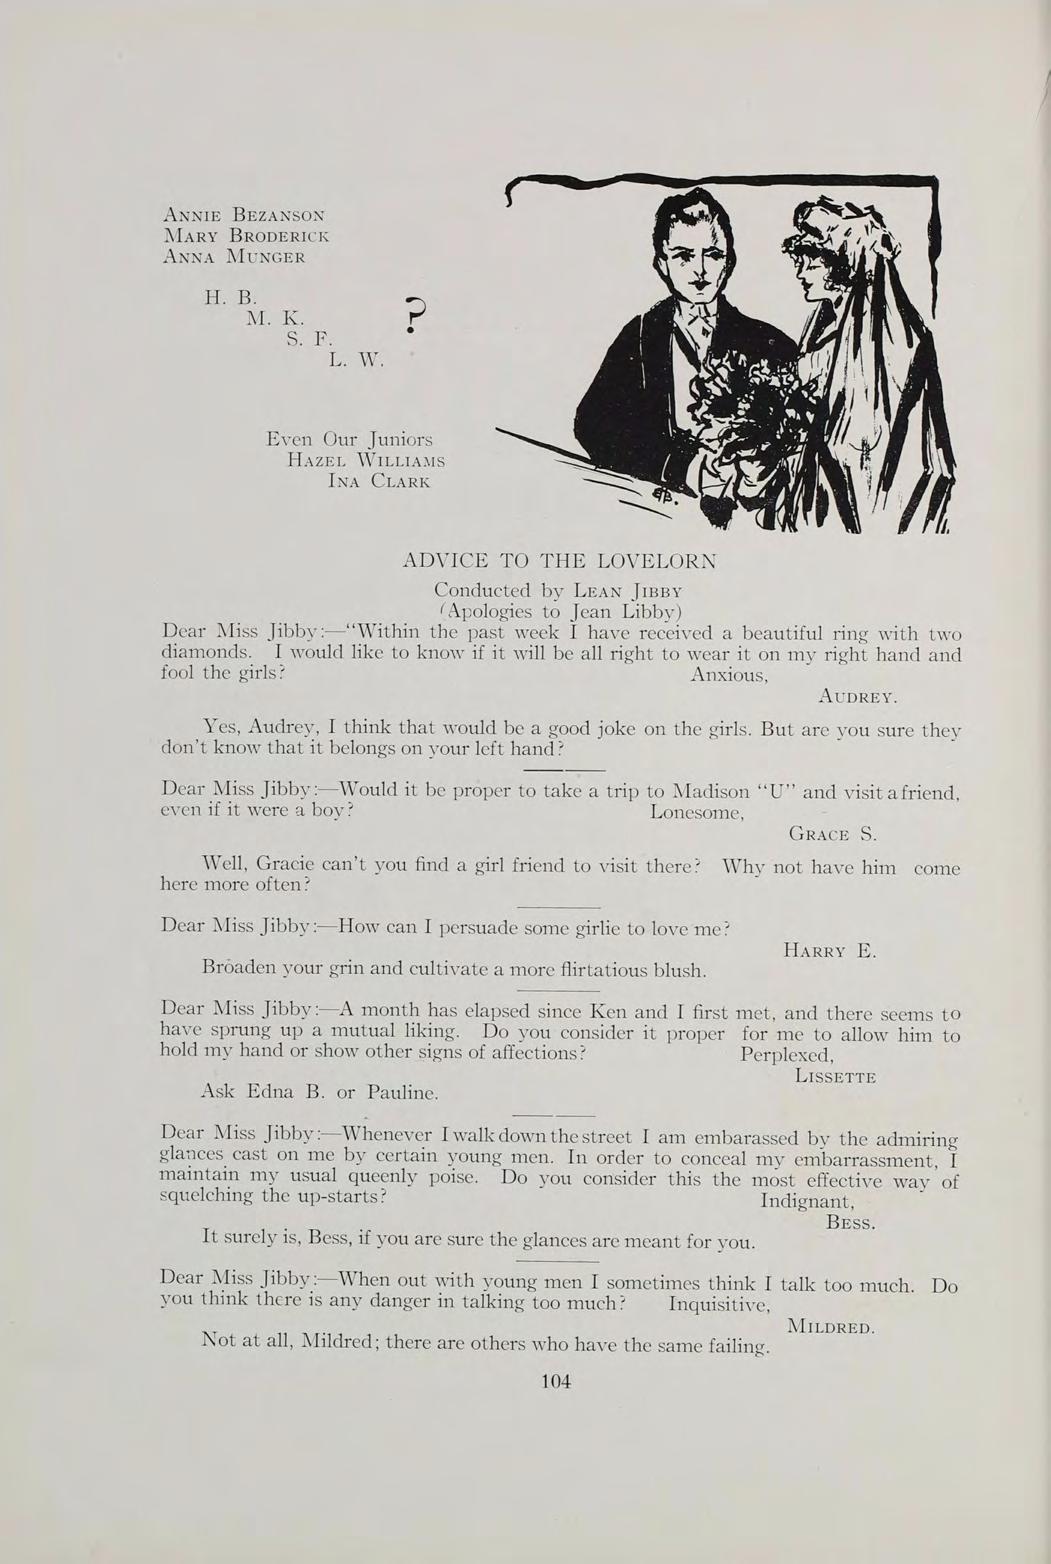 ANNIE BEZANSON
MARY BRODERICK
ANNA MUNGER
H. B.
M. K.
S. F.
L. W.
?
Even Our Juniors
HAZEL WILLIAMS
INA CLARK
ADVICE TO THE LOVELORN
Conducted by LEAN JIBBY
(Apologies to Jean Libby)
Dear Miss Jibby:—"Within the past week I have received a beautiful ring with two
diamonds. I would like to know if it will be all right to wear it on my right hand and
fool the girls? Anxious,
AUDREY.
Yes, Audrey, I think that would be a good joke on the girls. But are you sure they
don't know that it belongs on your left hand?
Dear Miss Jibby:—Would it be proper to take a trip to Madison "U" and visit a friend,
even if it were a boy? Lonesome,
GRACE S.
Well, Gracie can't you find a girl friend to visit there? Why not have him come
here more often?
Dear Miss Jibby:—How can I persuade some girlie to love me?
HARRY E.
Broaden your grin and cultivate a more flirtatious blush.
Dear Miss Jibby:—A month has elapsed since Ken and I first met, and there seems to
have sprung up a mutual liking. Do you consider it proper for me to allow him to
hold my hand or show other signs of affections? Perplexed,
LISSETTE
Ask Edna B. or Pauline.
Dear Miss Jibby:—Whenever I walk down the street I am embarassed by the admiring
glances cast on me by certain young men. In order to conceal my embarrassment, I
maintain my usual queenly poise. Do you consider this the most effective way of
squelching the up-starts? Indignant,
BESS.
It surely is, Bess, if you are sure the glances are meant for you.
Dear Miss Jibby:—When out with young men I sometimes think I talk too much. Do
you think there is any danger in talking too much? Inquisitive,
MILDRED.
Not at all, Mildred; there are others who have the same failing.
104